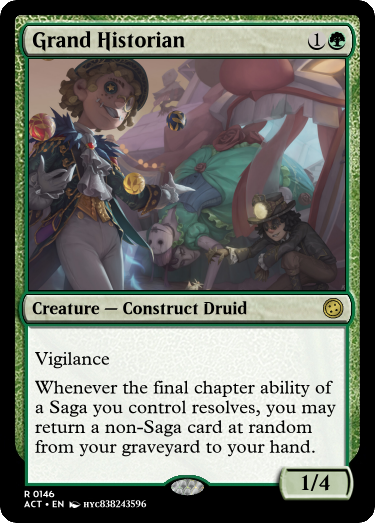 Grand Historian 1
Creature — Construct Druid
Vigilance
Whenever the final chapter ability of
a Saga you control resolves, you may
return a non-Saga card at random
from your graveyard to your hand.
1/4
R 0146
ACT • EN HYC838243596